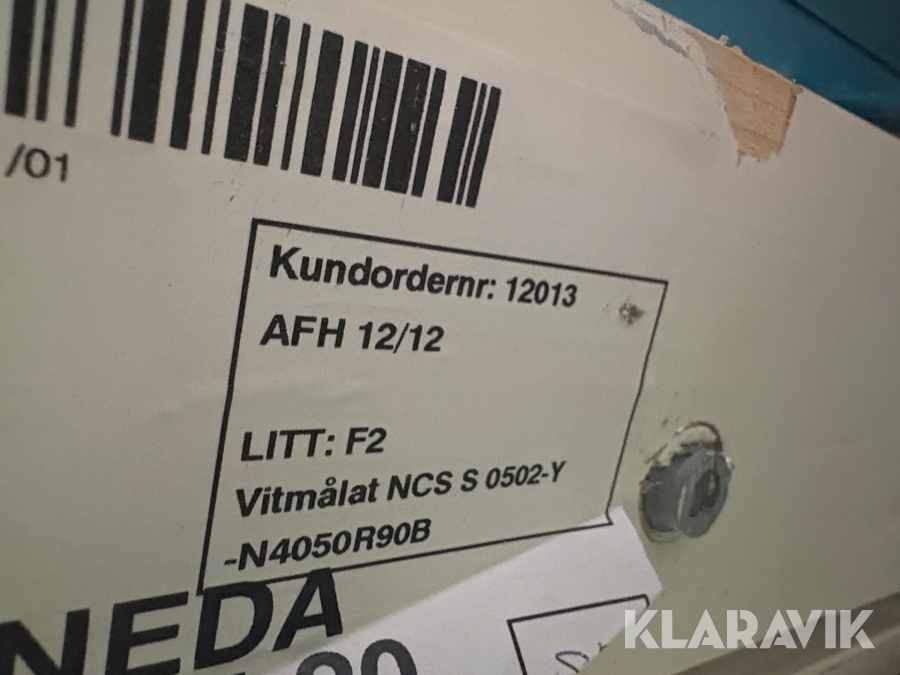 /01
Kundordernr: 12013
AFH 12/12
LITT: F2
Vitmålat NCS S 0502-Y
-N4050R90B
NEDA
KLARAVIK